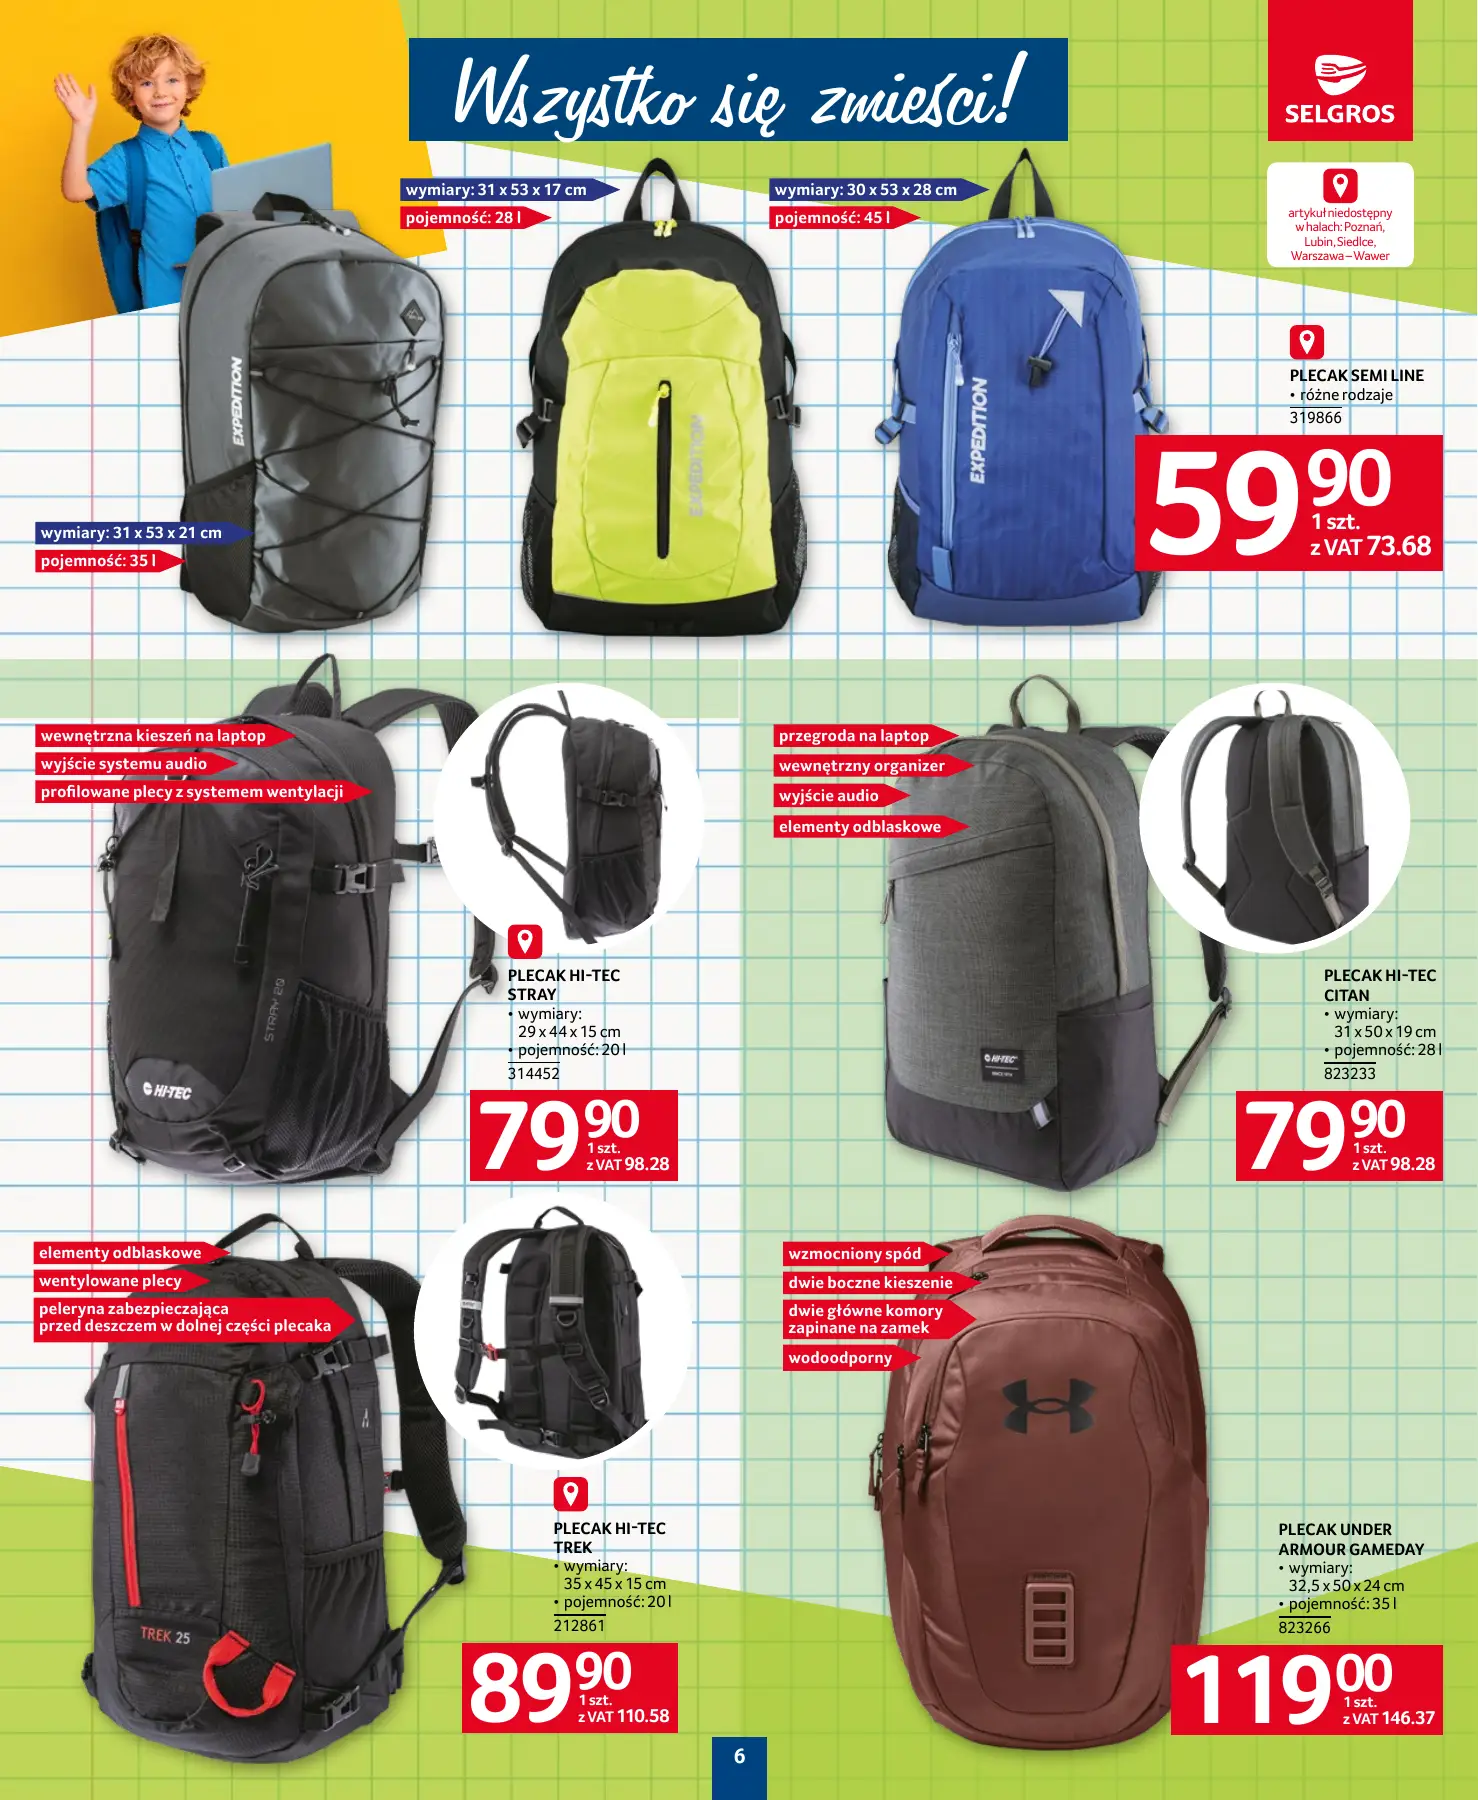 Wszystko się zmieści!
SELGROS
artykuł niedostępny
w halach: Poznań,
Lubin, Siedlce,
Warszawa – Wawer
wymiary: 31 x 53 x 17 cm
pojemność: 28 l
wymiary: 30 x 53 x 28 cm
pojemność: 45 l
EXPEDITION
EXPEDITION
EXPEDITION
wymiary: 31 x 53 x 21 cm
pojemność: 35 l
PLECAK SEMI LINE
• różne rodzaje
319866
59 90
1 szt.
z VAT 73.68
wewnętrzna kieszeń na laptop
wyjście systemu audio
profilowane plecy z systemem wentylacji
STRAY 20
HI-TEC
PLECAK HI-TEC
STRAY
• wymiary:
29 x 44 x 15 cm
• pojemność: 20 l
314452
79 90
1 szt.
z VAT 98.28
przegroda na laptop
wewnętrzny organizer
wyjście audio
elementy odblaskowe
HI-TEC
SINCE 1974
PLECAK HI-TEC
CITAN
• wymiary:
31 x 50 x 19 cm
• pojemność: 28 l
823233
79 90
1 szt.
z VAT 98.28
elementy odblaskowe
wentylowane plecy
peleryna zabezpieczająca
przed deszczem w dolnej części plecaka
TREK 25
PLECAK HI-TEC
TREK
• wymiary:
35 x 45 x 15 cm
• pojemność: 20 l
212861
89 90
1 szt.
z VAT 110.58
wzmocniony spód
dwie boczne kieszenie
dwie główne komory
zapinane na zamek
wodoodporny
PLECAK UNDER
ARMOUR GAMEDAY
• wymiary:
32,5 x 50 x 24 cm
• pojemność: 35 l
823266
119 00
1 szt.
z VAT 146.37
6